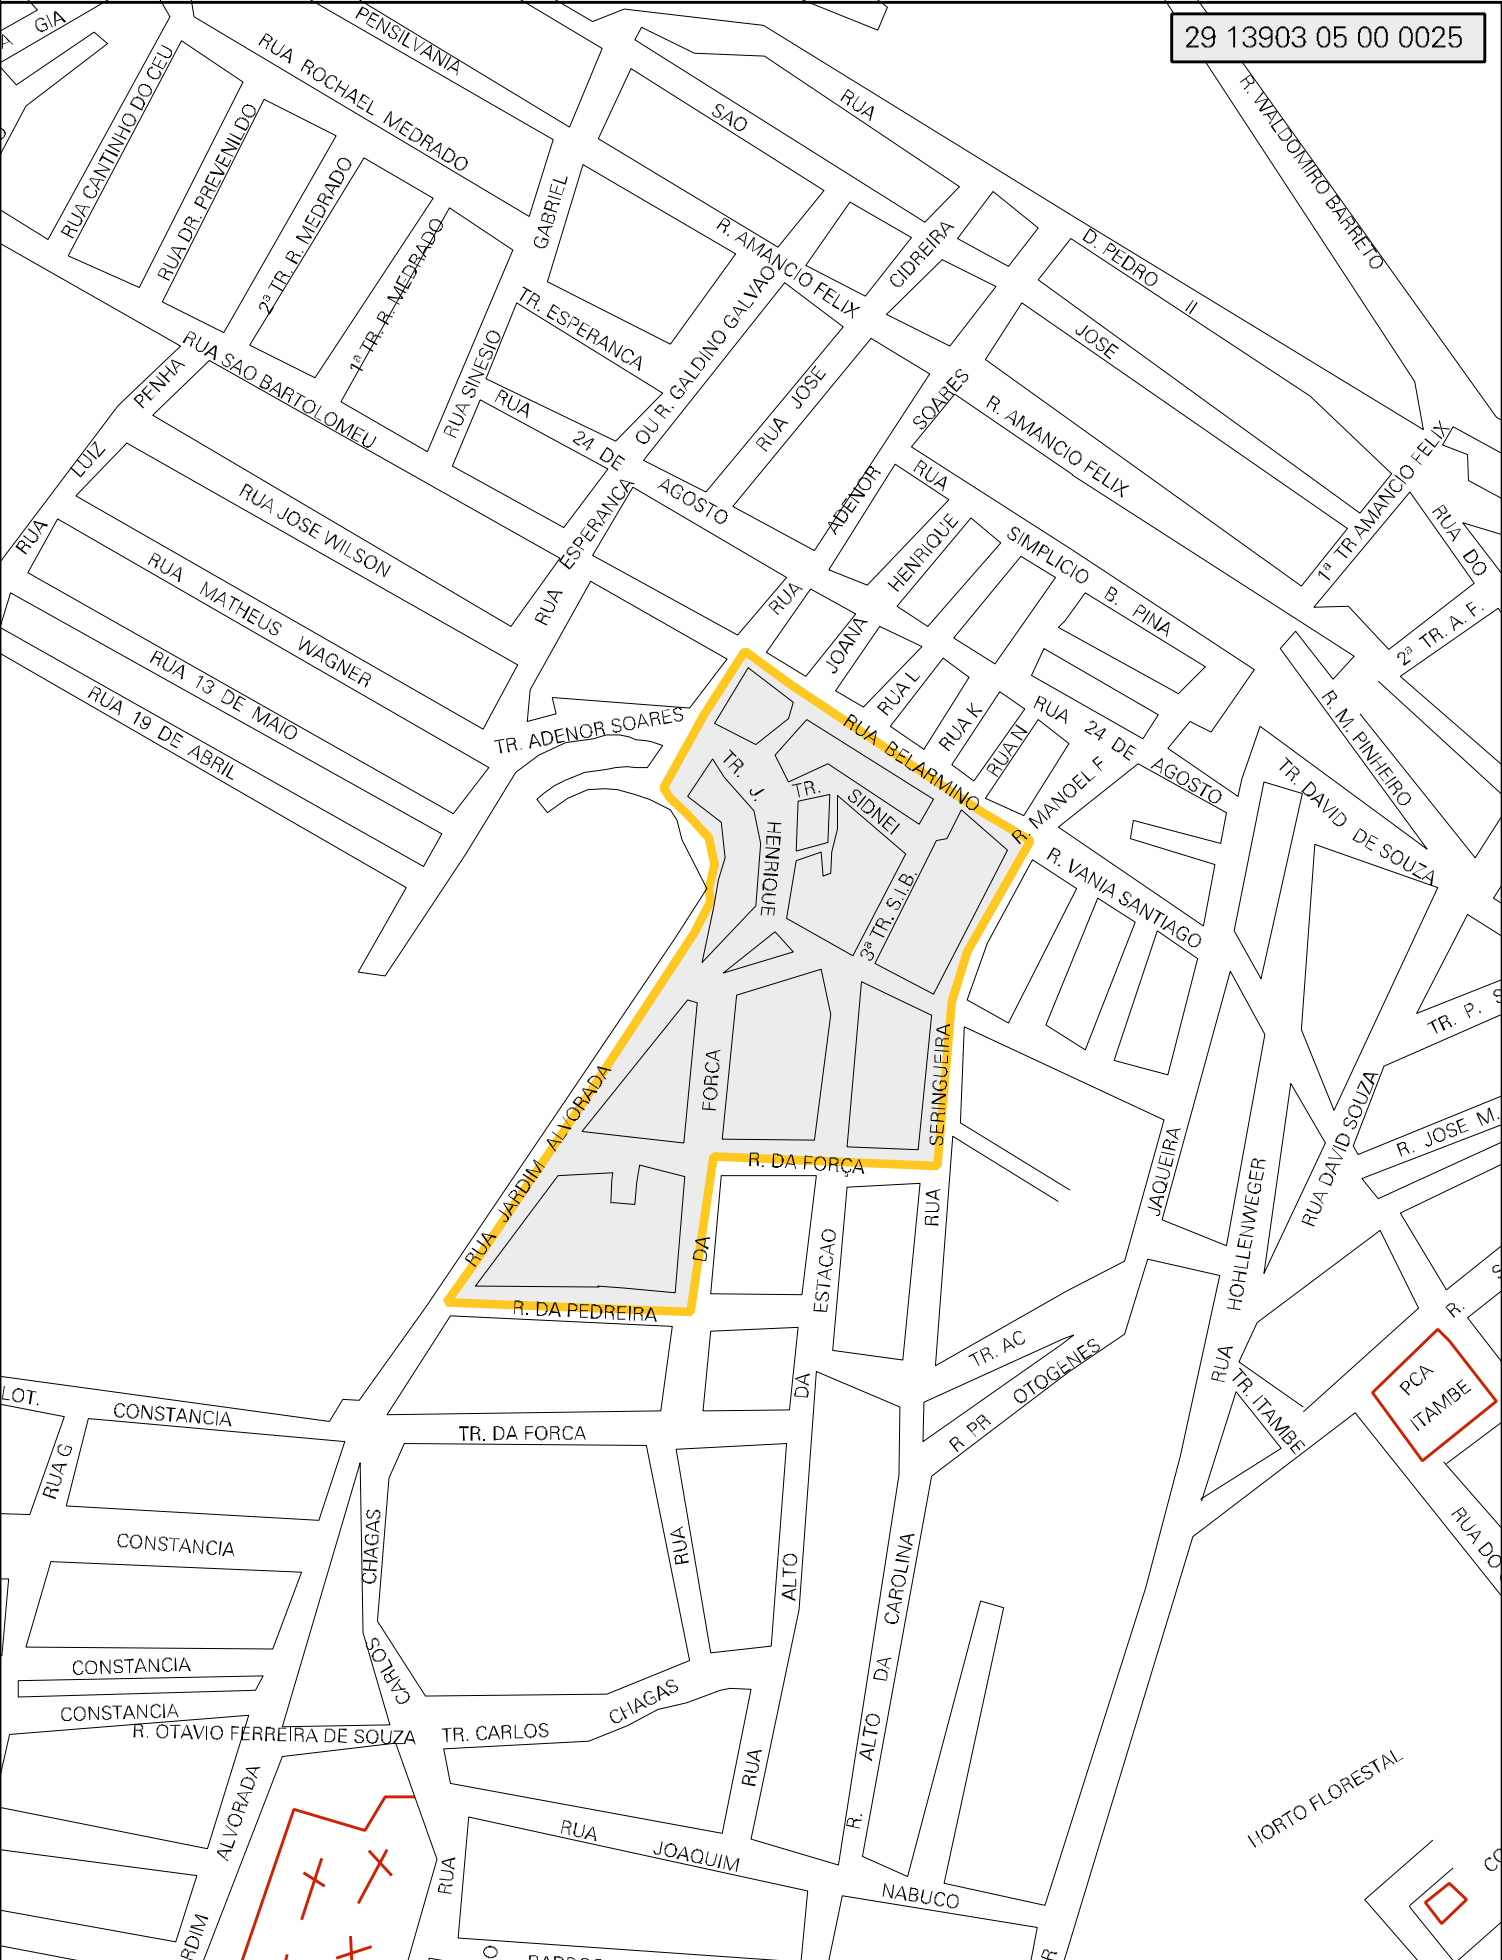 29 13903 05 00 0025
GIA
PENSILVANIA
RUA ROCHAEL MEDRADO
RUA CANTINHO DO CEU
RUA DR. PREVENILDO
2ª TR. R. MEDRADO
1ª TR. R. MEDRADO
GABRIEL
RUA SINESIO
SAO
RUA
R. WALDOMIRO BARRETO
R. AMANCIO FELIX
CIDREIRA
D. PEDRO II
JOSE
TR. ESPERANCA
OU R. GALDINO GALVAO
RUA JOSE
RUA SAO BARTOLOMEU
RUA LUIZ PENHA
RUA 24 DE AGOSTO
ADENOR SOARES
R. AMANCIO FELIX
1ª TR AMANCIO FELIX
RUA DO
2ª TR. A. F.
RUA JOSE WILSON
RUA MATHEUS WAGNER
RUA 13 DE MAIO
RUA 19 DE ABRIL
RUA ESPERANCA
RUA
HENRIQUE
JOANA
RUA SIMPLICIO B. PINA
RUA L
RUA K
RUA N
RUA 24 DE AGOSTO
R. MANOEL F
R. M. PINHEIRO
TR. DAVID DE SOUZA
TR. ADENOR SOARES
RUA BELARMINO
TR. J. HENRIQUE
TR. SIDNEI
3ª TR. S.I.B.
R. VANIA SANTIAGO
TR. P. S
RUA DAVID SOUZA
R. JOSE M.
FORCA
RUA SERINGUEIRA
RUA JARDIM ALVORADA
R. DA FORÇA
DA
ESTACAO
JAQUEIRA
RUA HOHLLENWEGER
R. DA PEDREIRA
TR. AC
R PR OTOGENES
TR. ITAMBE
R.
S
PCA
ITAMBE
RUA DO
LOT.
CONSTANCIA
RUA G
TR. DA FORCA
DA
CONSTANCIA
CHAGAS
CARLOS
RUA
ALTO
R. ALTO DA CAROLINA
CONSTANCIA
CONSTANCIA
R. OTAVIO FERREIRA DE SOUZA
TR. CARLOS CHAGAS
RUA
ALVORADA
RDIM
RUA
RUA JOAQUIM NABUCO
HORTO FLORESTAL
CO
O
R